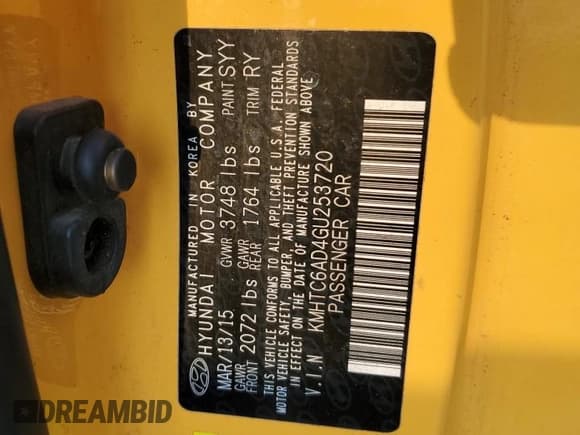 MANUFACTURED IN KOREA BY
HYUNDAI MOTOR COMPANY
MAR/13/15 GVWR 3748 lbs PAINT SYY
GAWR FRONT 2072 lbs GAWR REAR 1764 lbs TRIM RY
THIS VEHICLE CONFORMS TO ALL APPLICABLE U.S.A. FEDERAL
MOTOR VEHICLE SAFETY, BUMPER, AND THEFT PREVENTION STANDARDS
IN EFFECT ON THE DATE OF MANUFACTURE SHOWN ABOVE
V.I.N KMHTC6AD4GU253720
PASSENGER CAR
DREAMBID